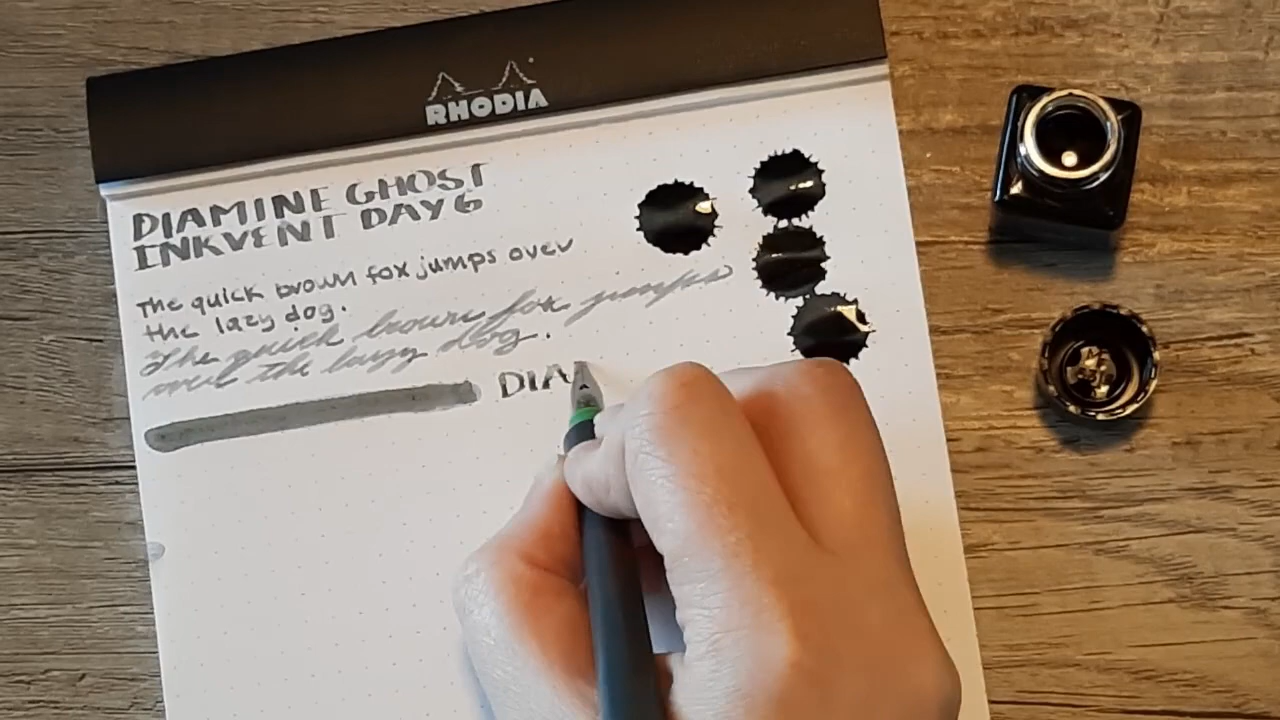 RHODIA
DIAMINE GHOST
INKVENT DAY 6
The quick brown fox jumps over
the lazy dog.
The quick brown fox jumps
over the lazy dog.
DIA